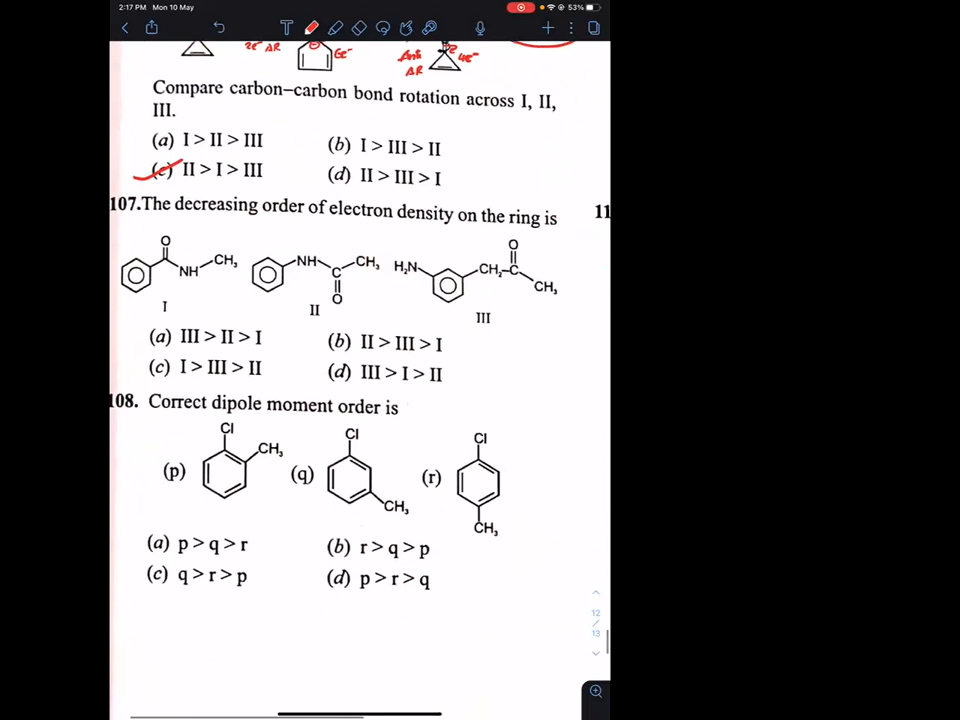 2:17 PM Mon 10 May
53%
T
2e⁻ AR
⊖
6e⁻
Anti
AR
4e⁻
Compare carbon–carbon bond rotation across I, II,
III.
(a) I > II > III
(b) I > III > II
(c) II > I > III
(d) II > III > I
107.The decreasing order of electron density on the ring is
11
O
NH
CH₃
I
NH
C
CH₃
O
II
H₂N
CH₂–C
O
CH₃
III
(a) III > II > I
(b) II > III > I
(c) I > III > II
(d) III > I > II
108. Correct dipole moment order is
(p)
Cl
CH₃
(q)
Cl
CH₃
(r)
Cl
CH₃
(a) p > q > r
(b) r > q > p
(c) q > r > p
(d) p > r > q
12
/
13